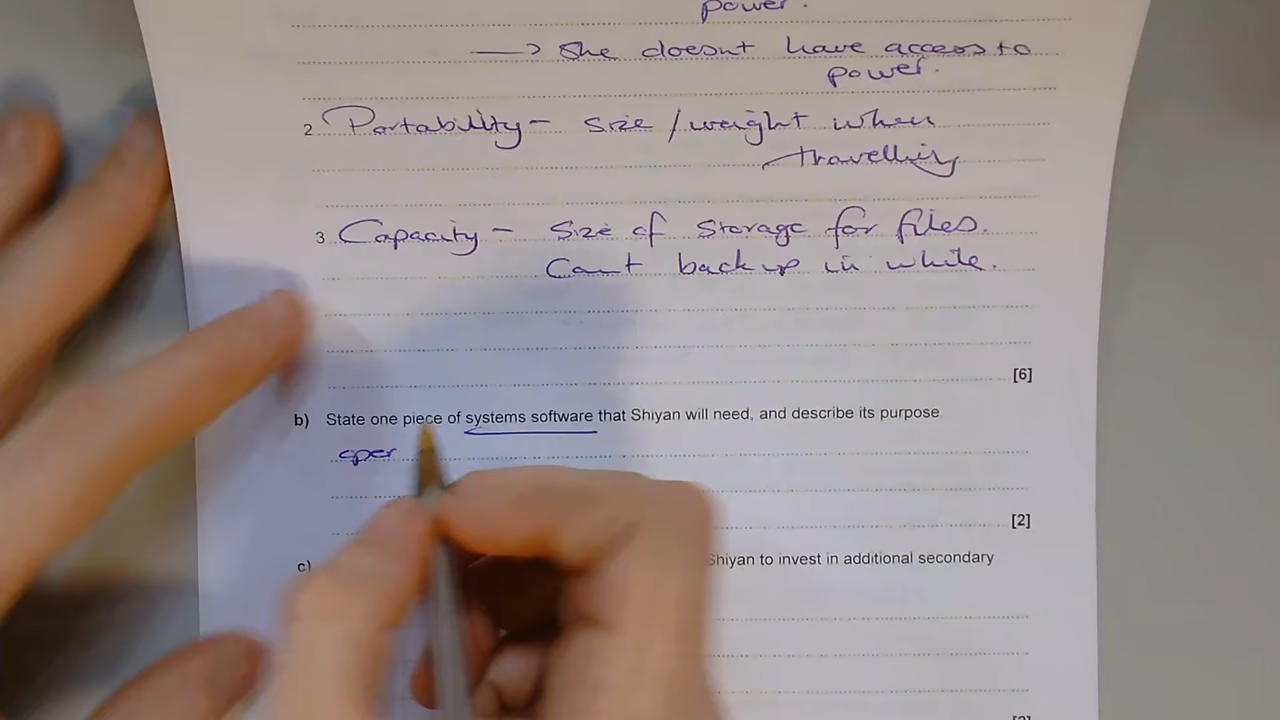 power.
→ She doesnt have access to
power.
2 Portability - Size / weight when
travelling
3 Capacity - Size of storage for files.
Cant back up in while.
[6]
b) State one piece of systems software that Shiyan will need, and describe its purpose
oper
[2]
c) Shiyan to invest in additional secondary